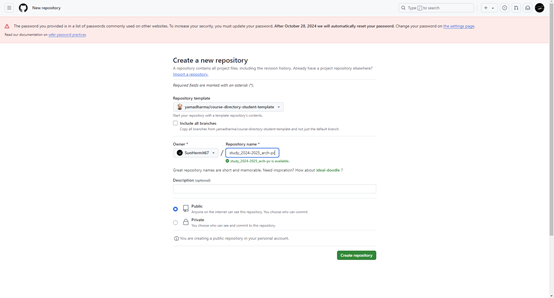 New repository
Type / to search
The password you provided is in a list of passwords commonly used on other websites. To increase your security, you must update your password. After October 28, 2024 we will automatically reset your password. Change your password on the settings page.
Read our documentation on safer password practices.
Create a new repository
A repository contains all project files, including the revision history. Already have a project repository elsewhere?
Import a repository.
Required fields are marked with an asterisk (*).
Repository template
yamadharma/course-directory-student-template
Start your repository with a template repository's contents.
Include all branches
Copy all branches from yamadharma/course-directory-student-template and not just the default branch.
Owner *
Repository name *
/
study_2024-2025_arch-pc
study_2024-2025_arch-pc is available.
Great repository names are short and memorable. Need inspiration? How about ideal-doodle ?
Description (optional)
Public
Anyone on the internet can see this repository. You choose who can commit.
Private
You choose who can see and commit to this repository.
You are creating a public repository in your personal account.
Create repository